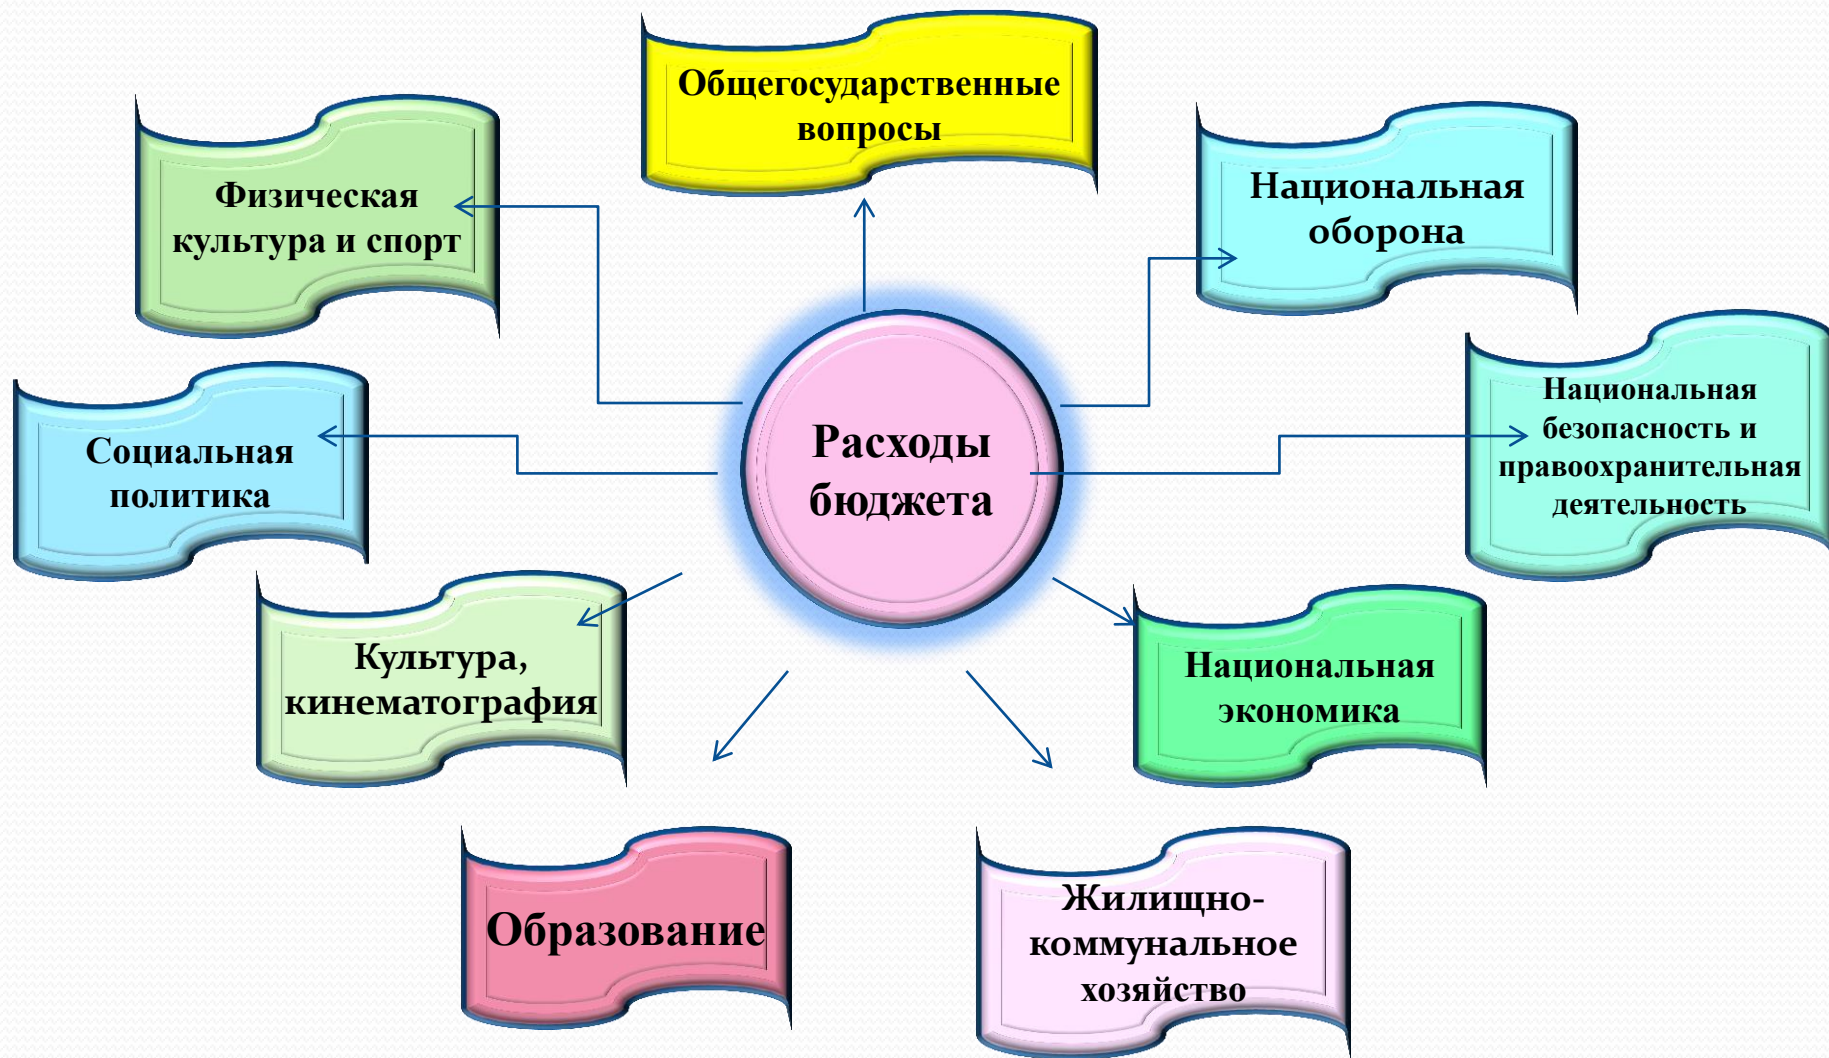 Общегосударственные
вопросы
Физическая
культура и спорт
Национальная
оборона
Национальная
безопасность и
правоохранительная
деятельность
Социальная
политика
Расходы
бюджета
Культура,
кинематография
Национальная
экономика
Образование
Жилищно-
коммунальное
хозяйство